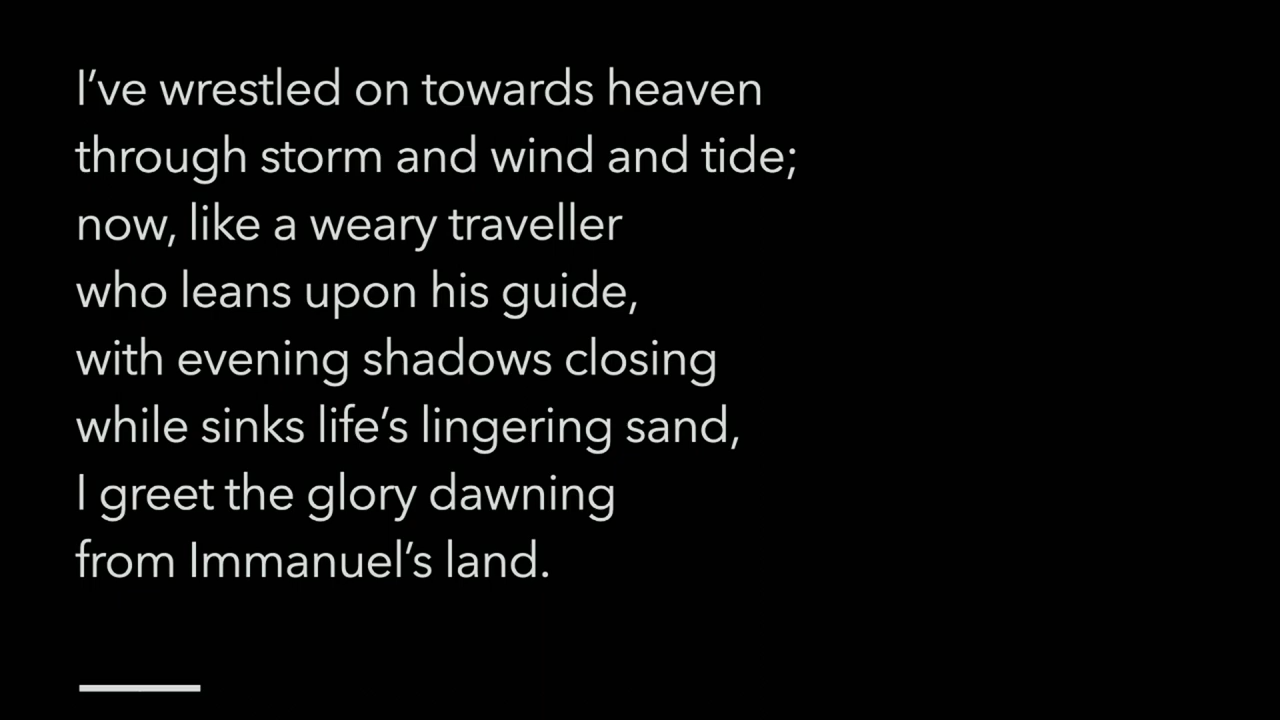 I’ve wrestled on towards heaven
through storm and wind and tide;
now, like a weary traveller
who leans upon his guide,
with evening shadows closing
while sinks life’s lingering sand,
I greet the glory dawning
from Immanuel’s land.